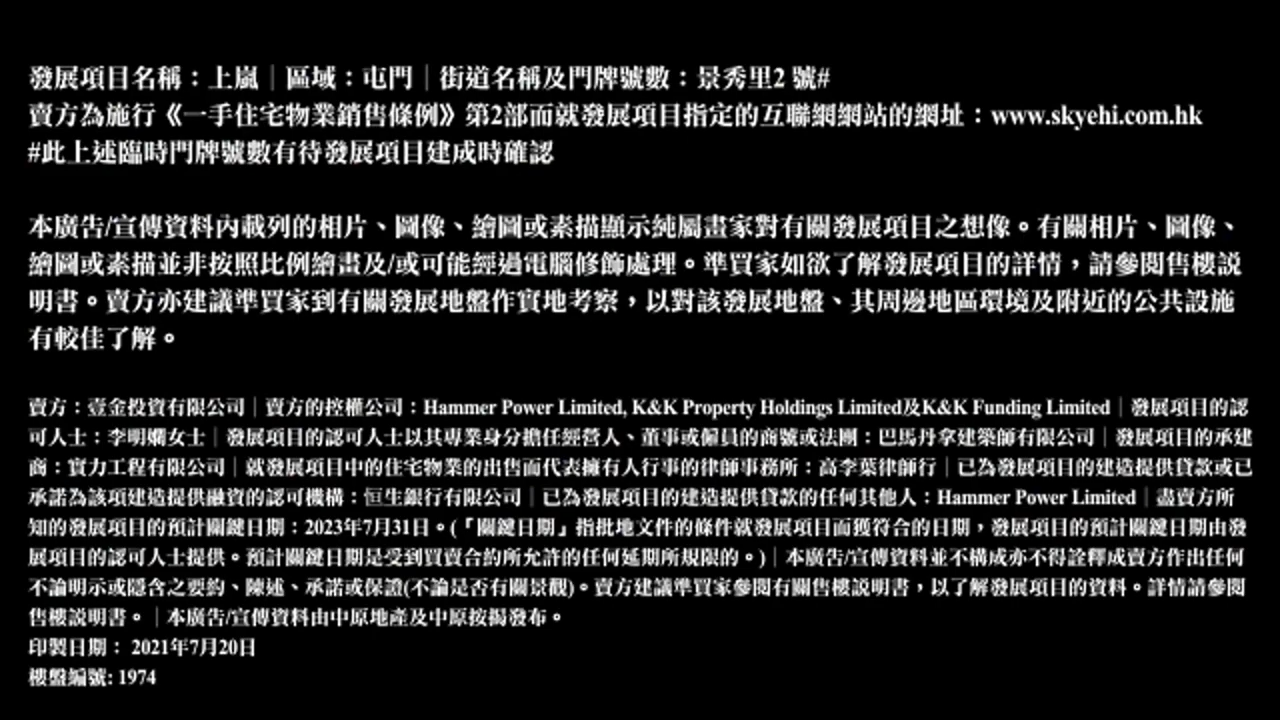 發展項目名稱：上嵐｜區域：屯門｜街道名稱及門牌號數：景秀里2 號#
賣方為施行《一手住宅物業銷售條例》第2部而就發展項目指定的互聯網網站的網址：www.skyehi.com.hk
#此上述臨時門牌號數有待發展項目建成時確認
本廣告/宣傳資料內載列的相片、圖像、繪圖或素描顯示純屬畫家對有關發展項目之想像。有關相片、圖像、
繪圖或素描並非按照比例繪畫及/或可能經過電腦修飾處理。準買家如欲了解發展項目的詳情，請參閱售樓説
明書。賣方亦建議準買家到有關發展地盤作實地考察，以對該發展地盤、其周邊地區環境及附近的公共設施
有較佳了解。
賣方：壹金投資有限公司｜賣方的控權公司：Hammer Power Limited, K&K Property Holdings Limited及K&K Funding Limited｜發展項目的認
可人士：李明嫻女士｜發展項目的認可人士以其專業身分擔任經營人、董事或僱員的商號或法團：巴馬丹拿建築師有限公司｜發展項目的承建
商：實力工程有限公司｜就發展項目中的住宅物業的出售而代表擁有人行事的律師事務所：高李葉律師行｜已為發展項目的建造提供貸款或已
承諾為該項建造提供融資的認可機構：恒生銀行有限公司｜已為發展項目的建造提供貸款的任何其他人：Hammer Power Limited｜盡賣方所
知的發展項目的預計關鍵日期：2023年7月31日。(「關鍵日期」指批地文件的條件就發展項目而獲符合的日期，發展項目的預計關鍵日期由發
展項目的認可人士提供。預計關鍵日期是受到買賣合約所允許的任何延期所規限的。)｜本廣告/宣傳資料並不構成亦不得詮釋成賣方作出任何
不論明示或隱含之要約、陳述、承諾或保證(不論是否有關景觀)。賣方建議準買家參閱有關售樓説明書，以了解發展項目的資料。詳情請參閱
售樓説明書。｜本廣告/宣傳資料由中原地產及中原按揭發布。
印製日期： 2021年7月20日
樓盤編號: 1974